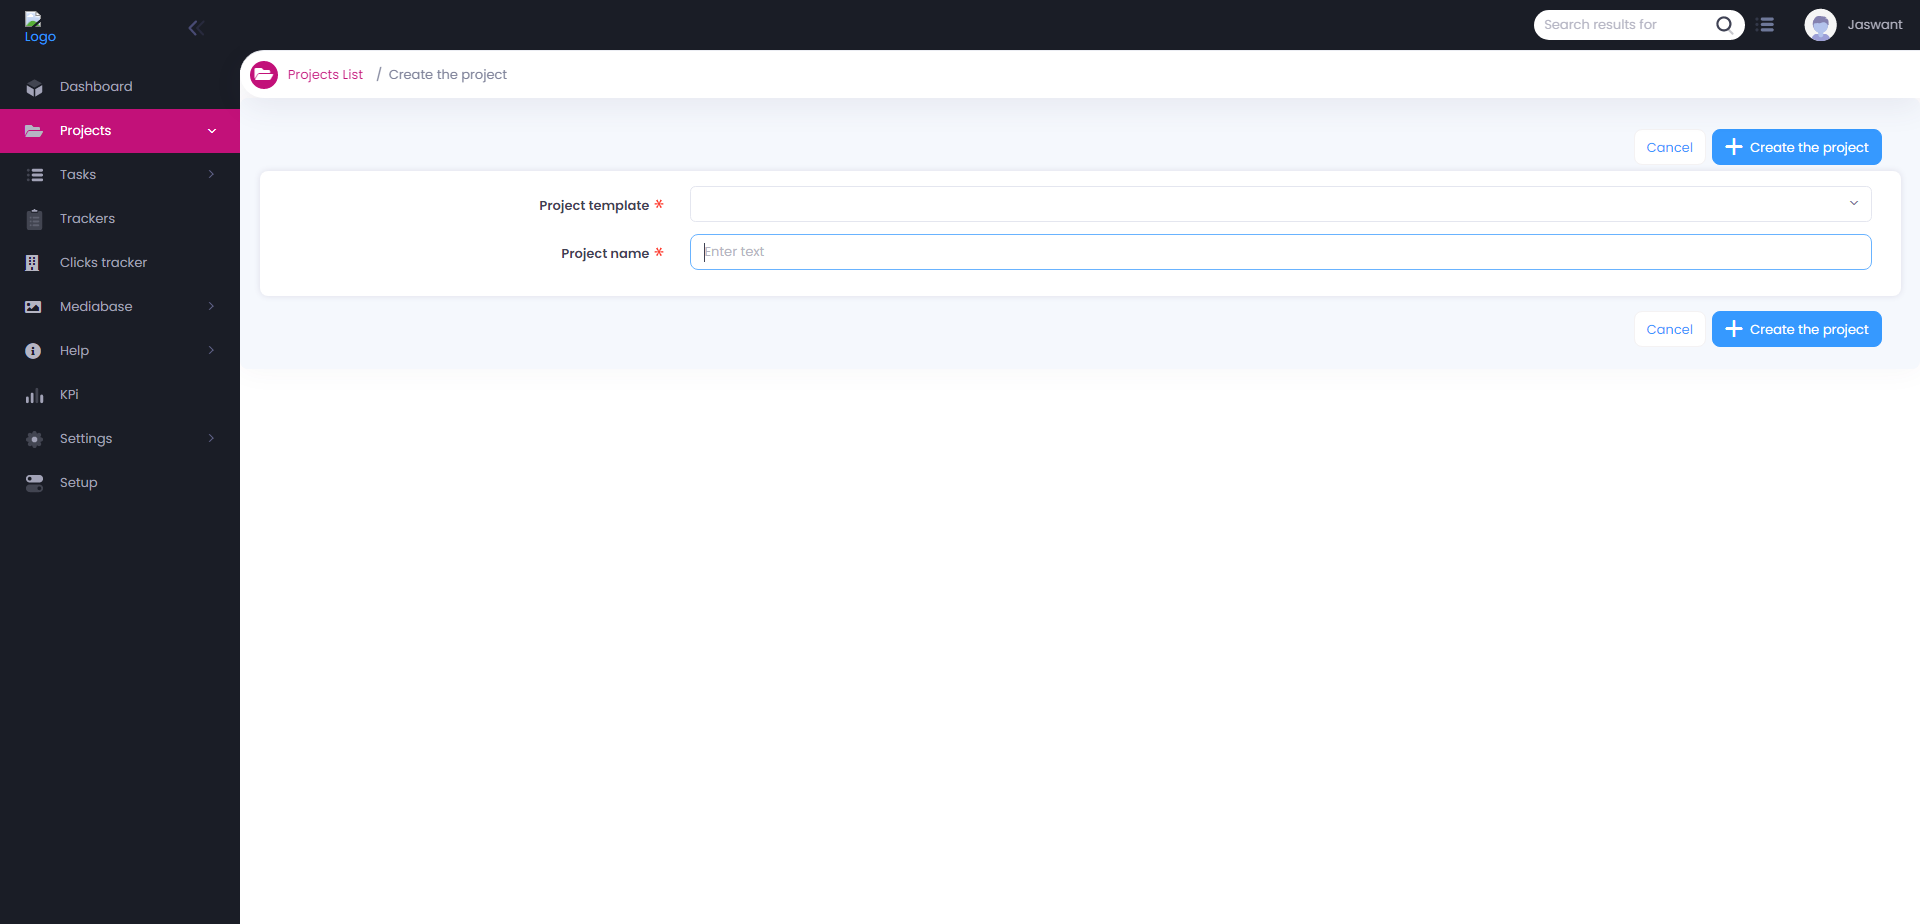 Logo
Search results for
Jaswant
Dashboard
Projects
Tasks
Trackers
Clicks tracker
Mediabase
Help
KPi
Settings
Setup
Projects List / Create the project
Cancel
Create the project
Project template *
Project name *
Enter text
Cancel
Create the project